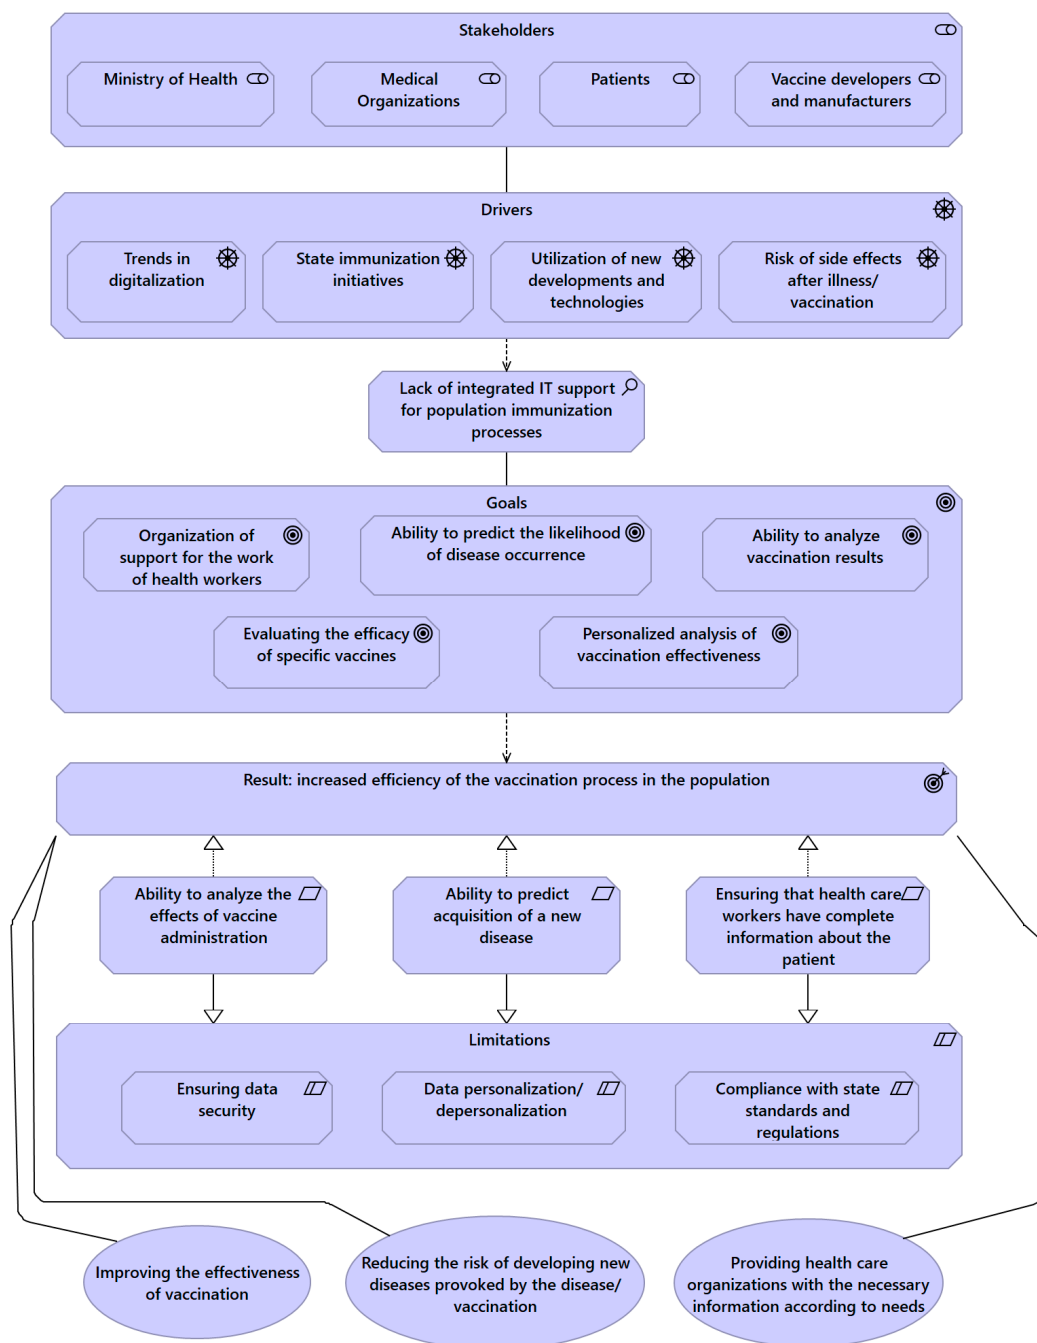 Stakeholders
Ministry of Health
Medical
Organizations
Patients
Vaccine developers
and manufacturers
Drivers
Trends in
digitalization
State immunization
initiatives
Utilization of new
developments and
technologies
Risk of side effects
after illness/
vaccination
Lack of integrated IT support
for population immunization
processes
Goals
Organization of
support for the work
of health workers
Ability to predict the likelihood
of disease occurrence
Ability to analyze
vaccination results
Evaluating the efficacy
of specific vaccines
Personalized analysis of
vaccination effectiveness
Result: increased efficiency of the vaccination process in the population
Ability to analyze the
effects of vaccine
administration
Ability to predict
acquisition of a new
disease
Ensuring that health care
workers have complete
information about the
patient
Limitations
Ensuring data
security
Data personalization/
depersonalization
Compliance with state
standards and
regulations
Improving the effectiveness
of vaccination
Reducing the risk of developing new
diseases provoked by the disease/
vaccination
Providing health care
organizations with the necessary
information according to needs